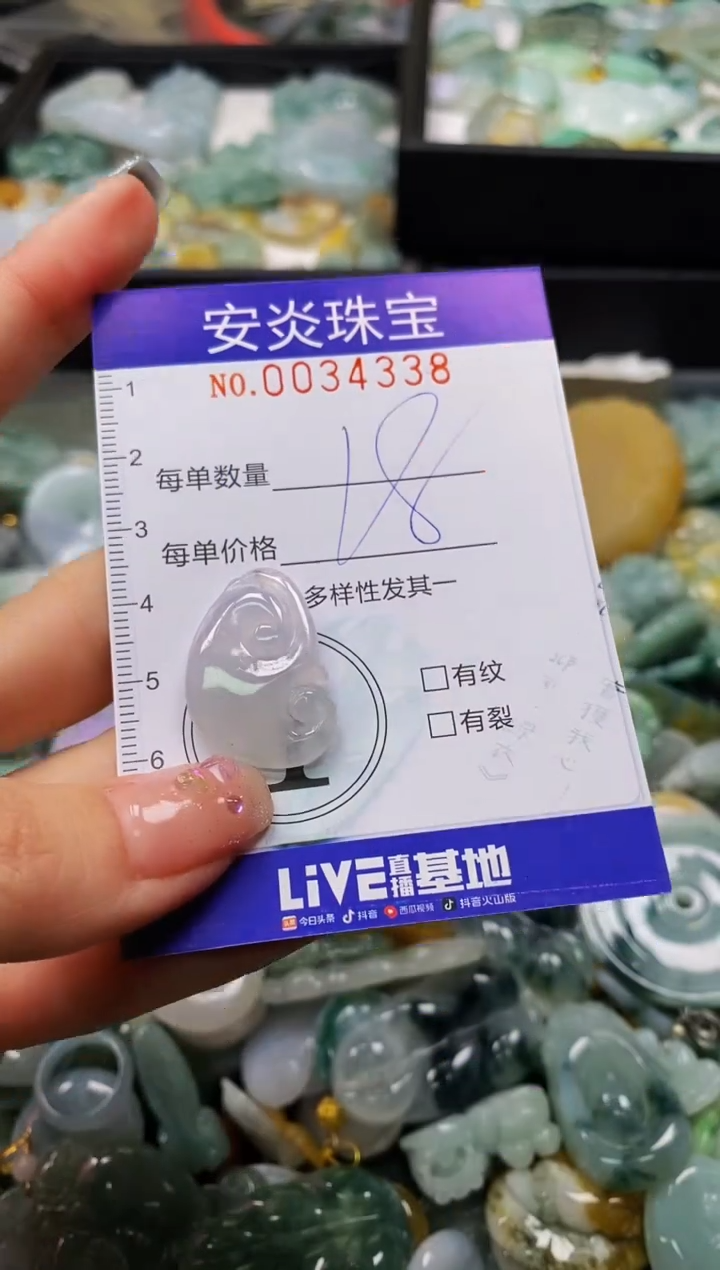 安炎珠宝
NO.0034338
1
2
每单数量
18
3
每单价格
4
多样性发其一
5
□有纹
□有裂
6
LiVE直播基地
今日头条 抖音 西瓜视频 抖音火山版